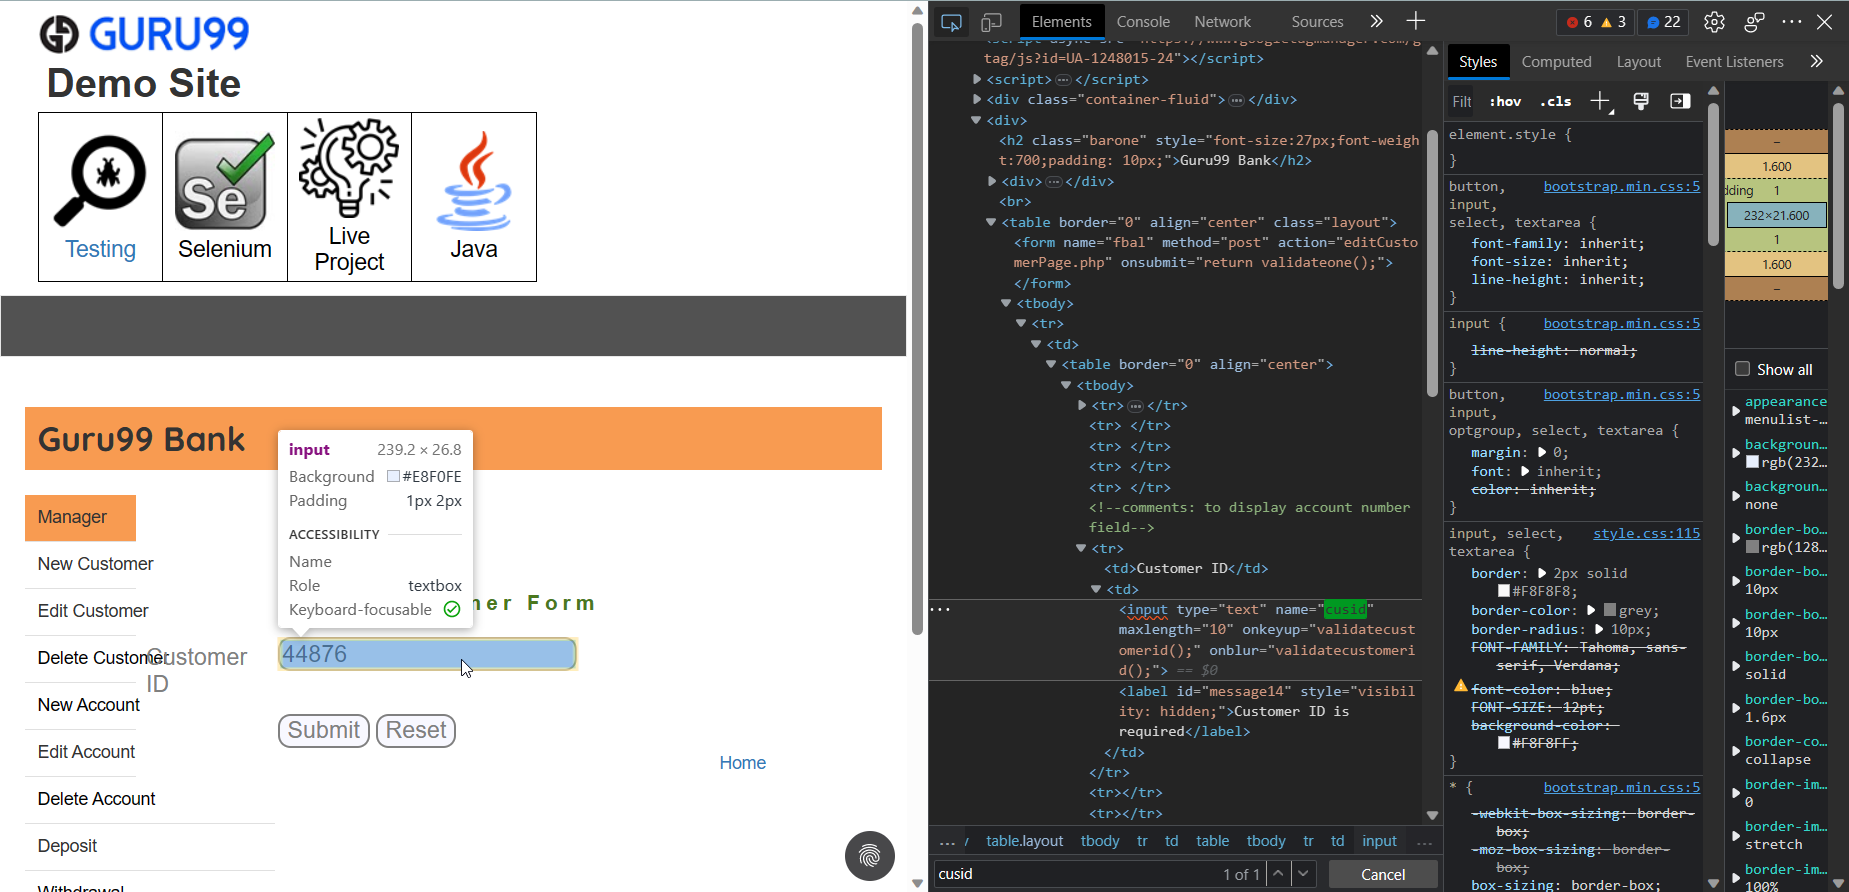 GURU99
Demo Site
Testing
Se
Selenium
Live
Project
Java
Guru99 Bank
Manager
New Customer
Edit Customer
Delete Customer
New Account
Edit Account
Delete Account
Deposit
Withdrawal
input 239.2 × 26.8
Background #E8F0FE
Padding 1px 2px
ACCESSIBILITY
Name
Role textbox
Keyboard-focusable
ner Form
Customer
ID
44876
Submit Reset
Home
Elements Console Network Sources 6 3 22
<script async src="https://www.googletagmanager.com/g
tag/js?id=UA-1248015-24"></script>
<script>…</script>
<div class="container-fluid">…</div>
<div>
<h2 class="barone" style="font-size:27px;font-weigh
t:700;padding: 10px;">Guru99 Bank</h2>
<div>…</div>
<br>
<table border="0" align="center" class="layout">
<form name="fbal" method="post" action="editCusto
merPage.php" onsubmit="return validateone();">
</form>
<tbody>
<tr>
<td>
<table border="0" align="center">
<tbody>
<tr>…</tr>
<tr> </tr>
<tr> </tr>
<tr> </tr>
<tr> </tr>
<!--comments: to display account number
field-->
<tr>
<td>Customer ID</td>
<td>
<input type="text" name="cusid"
maxlength="10" onkeyup="validatecust
omerid();" onblur="validatecustomeri
d();"> == $0
<label id="message14" style="visibil
ity: hidden;">Customer ID is
required</label>
</td>
</tr>
<tr></tr>
<tr></tr>
… table.layout tbody tr td table tbody tr td input …
cusid 1 of 1 Cancel
Styles Computed Layout Event Listeners
Filt :hov .cls
element.style {
}
button, bootstrap.min.css:5
input,
select, textarea {
font-family: inherit;
font-size: inherit;
line-height: inherit;
}
input { bootstrap.min.css:5
line-height: normal;
}
button, bootstrap.min.css:5
input,
optgroup, select, textarea {
margin: 0;
font: inherit;
color: inherit;
}
input, select, style.css:115
textarea {
border: 2px solid
#F8F8F8;
border-color: grey;
border-radius: 10px;
FONT-FAMILY: Tahoma, sans-
serif, Verdana;
font-color: blue;
FONT-SIZE: 12pt;
background-color:
#F8F8FF;
}
* { bootstrap.min.css:5
-webkit-box-sizing: border-
box;
-moz-box-sizing: border-
box;
box-sizing: border-box;
–
1.600
dding 1
232×21.600
1
1.600
–
Show all
appearance
menulist-…
backgroun…
rgb(232…
backgroun…
none
border-bo…
rgb(128…
border-bo…
10px
border-bo…
10px
border-bo…
solid
border-bo…
1.6px
border-co…
collapse
border-im…
0
border-im…
stretch
border-im…
100%